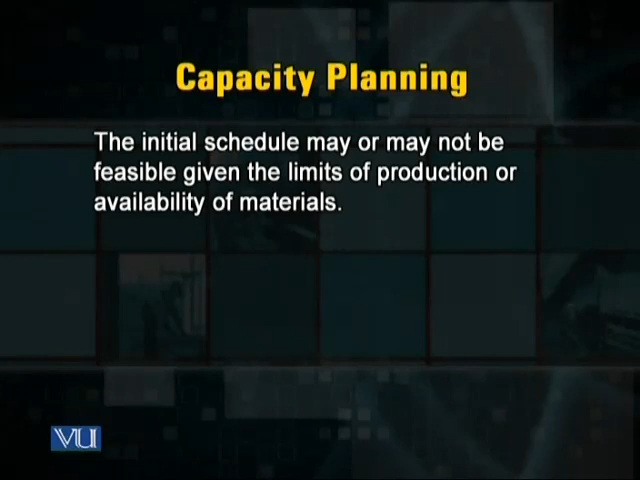 Capacity Planning
The initial schedule may or may not be
feasible given the limits of production or
availability of materials.
VU